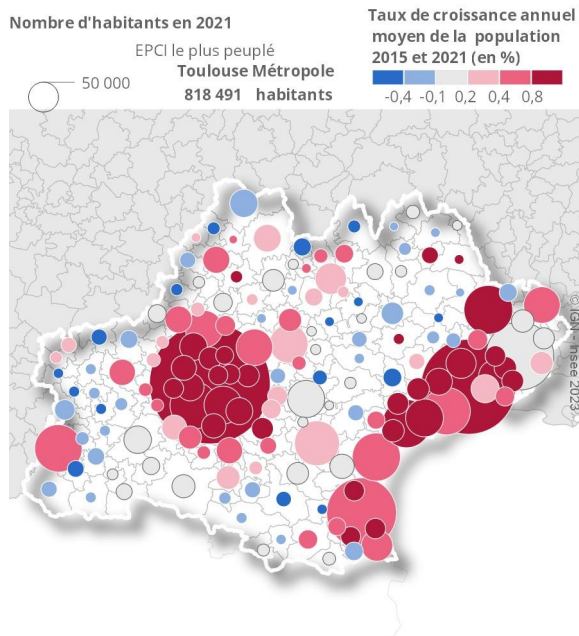 Nombre d'habitants en 2021
EPCI le plus peuplé
Toulouse Métropole
818 491 habitants
50 000
Taux de croissance annuel
moyen de la population
2015 et 2021 (en %)
-0,4 -0,1 0,2 0,4 0,8
© IGN - Insee 2023